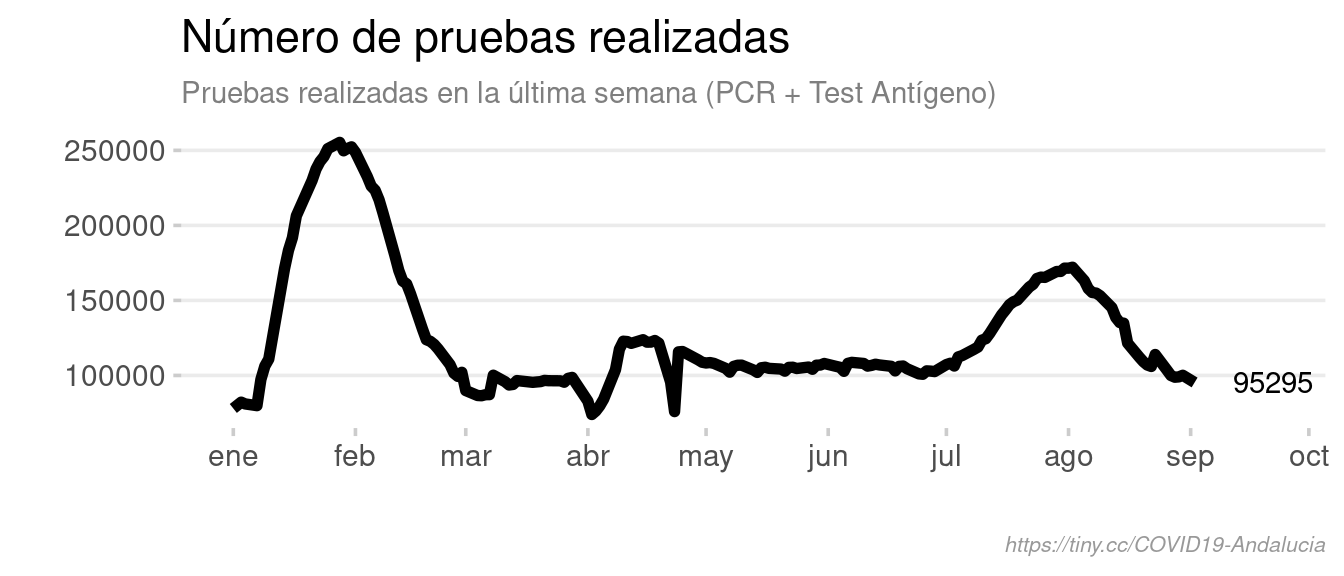 Número de pruebas realizadas
Pruebas realizadas en la última semana (PCR + Test Antígeno)
250000
200000
150000
100000
95295
ene feb mar abr may jun jul ago sep oct
https://tiny.cc/COVID19-Andalucia